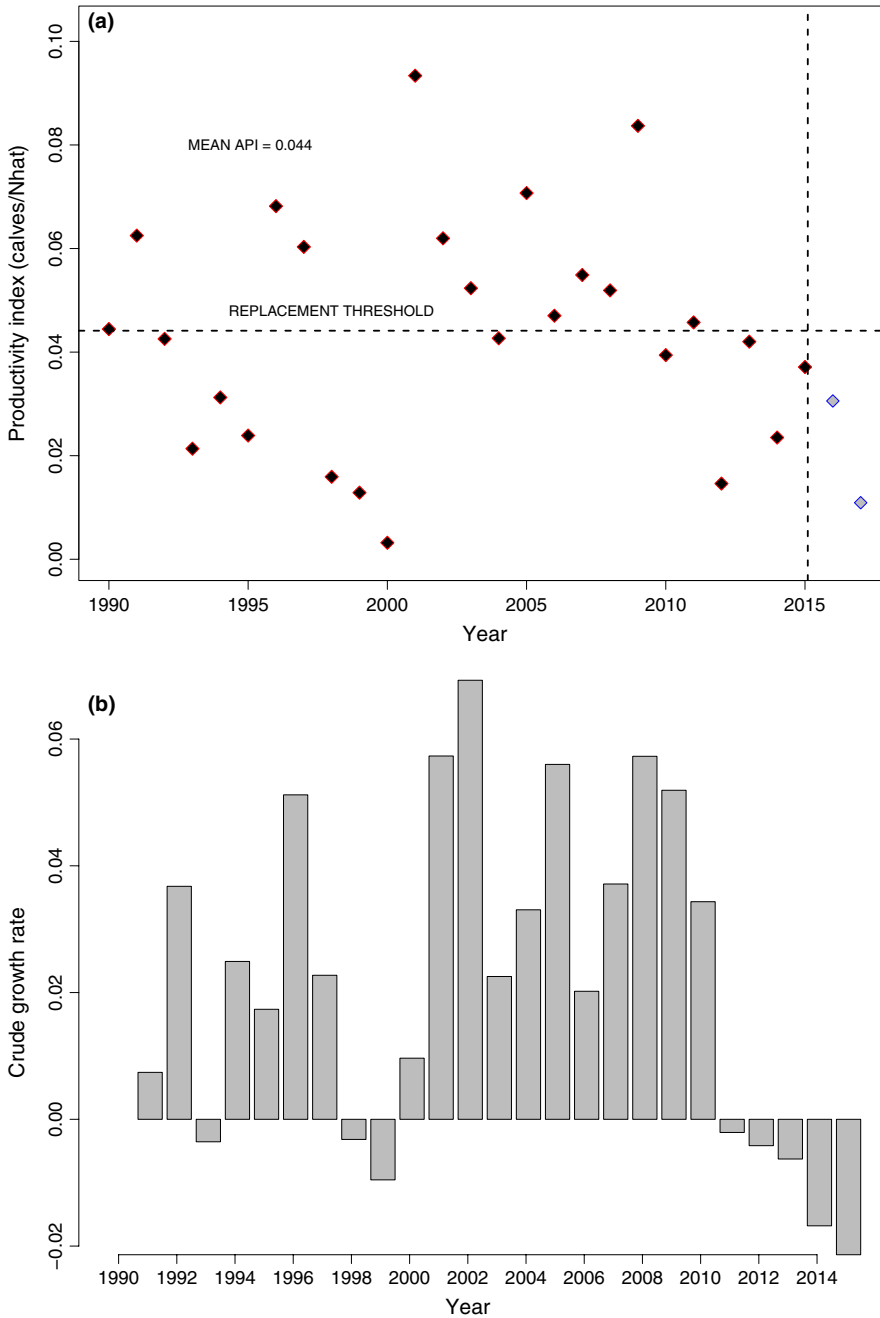 (a)
0.10
0.08
0.06
0.04
0.02
0.00
Productivity index (calves/Nhat)
MEAN API = 0.044
REPLACEMENT THRESHOLD
1990 1995 2000 2005 2010 2015
Year
(b)
0.06
0.04
0.02
0.00
−0.02
Crude growth rate
1990 1992 1994 1996 1998 2000 2002 2004 2006 2008 2010 2012 2014
Year